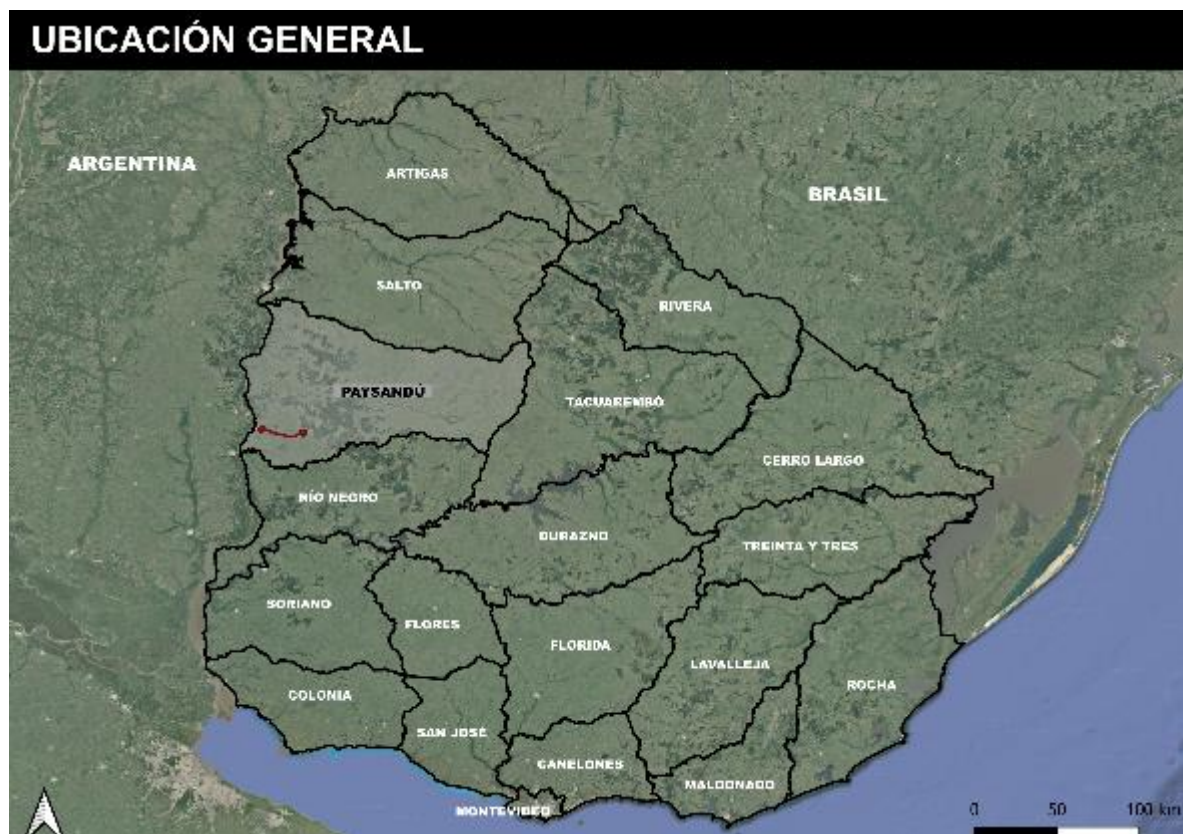 UBICACIÓN GENERAL
ARGENTINA
ARTIGAS
BRASIL
SALTO
RIVERA
PAYSANDÚ
TACUAREMBÓ
CERRO LARGO
RÍO NEGRO
DURAZNO
TREINTA Y TRES
SORIANO
FLORES
FLORIDA
LAVALLEJA
ROCHA
COLONIA
SAN JOSÉ
CANELONES
MALDONADO
MONTEVIDEO
0 50 100 km